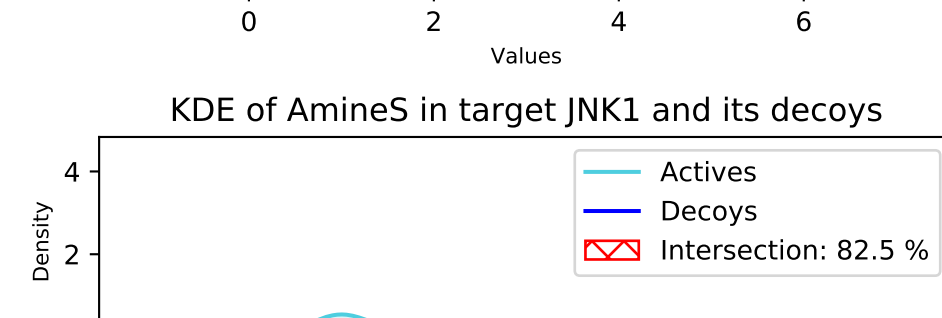 0 2 4 6
Values
KDE of AmineS in target JNK1 and its decoys
4
2
Density
Actives
Decoys
Intersection: 82.5 %